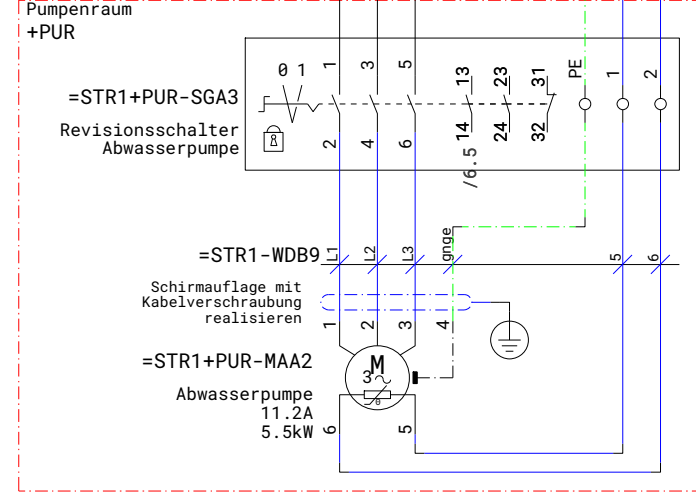 Pumpenraum
+PUR
0 1
1
3
5
13
23
31
PE
1
2
=STR1+PUR-SGA3
Revisionsschalter
Abwasserpumpe
2
4
6
14
24
32
/6.5
=STR1-WDB9
L1
L2
L3
gnge
5
6
Schirmauflage mit
Kabelverschraubung
realisieren
1
2
3
4
=STR1+PUR-MAA2
M
3
Abwasserpumpe
11.2A
5.5kW
θ
6
5